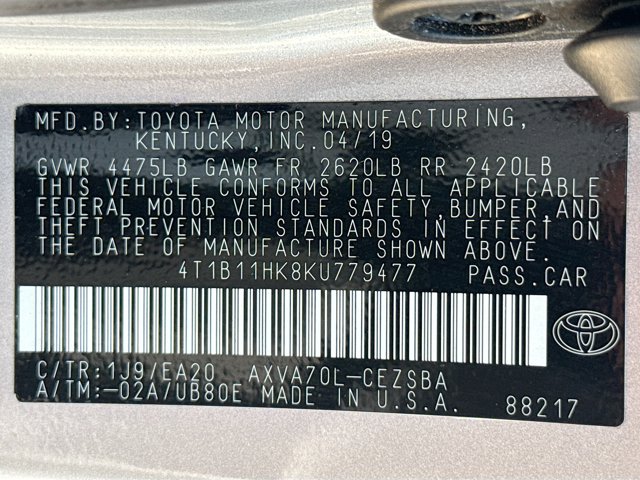 MFD.BY:TOYOTA MOTOR MANUFACTURING,
KENTUCKY,INC.04/19
GVWR 4475LB GAWR FR 2620LB RR 2420LB
THIS VEHICLE CONFORMS TO ALL APPLICABLE
FEDERAL MOTOR VEHICLE SAFETY,BUMPER,AND
THEFT PREVENTION STANDARDS IN EFFECT ON
THE DATE OF MANUFACTURE SHOWN ABOVE.
4T1B11HK8KU779477 PASS.CAR
C/TR:1J9/EA20 AXVA70L-CEZSBA
A/TM:-02A/UB80E MADE IN U.S.A. 88217